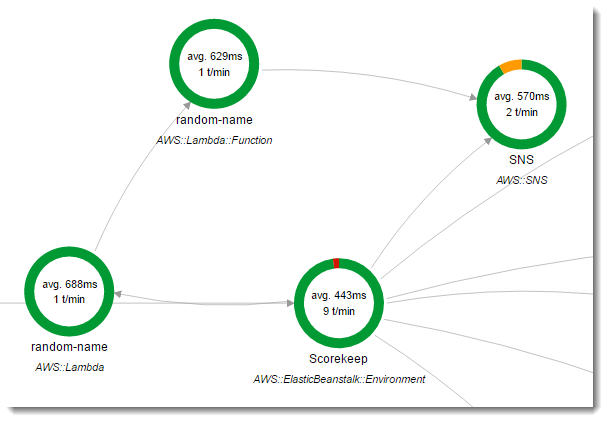 avg. 629ms
1 t/min
random-name
AWS::Lambda::Function
avg. 570ms
2 t/min
SNS
AWS::SNS
avg. 688ms
1 t/min
random-name
AWS::Lambda
avg. 443ms
9 t/min
Scorekeep
AWS::ElasticBeanstalk::Environment